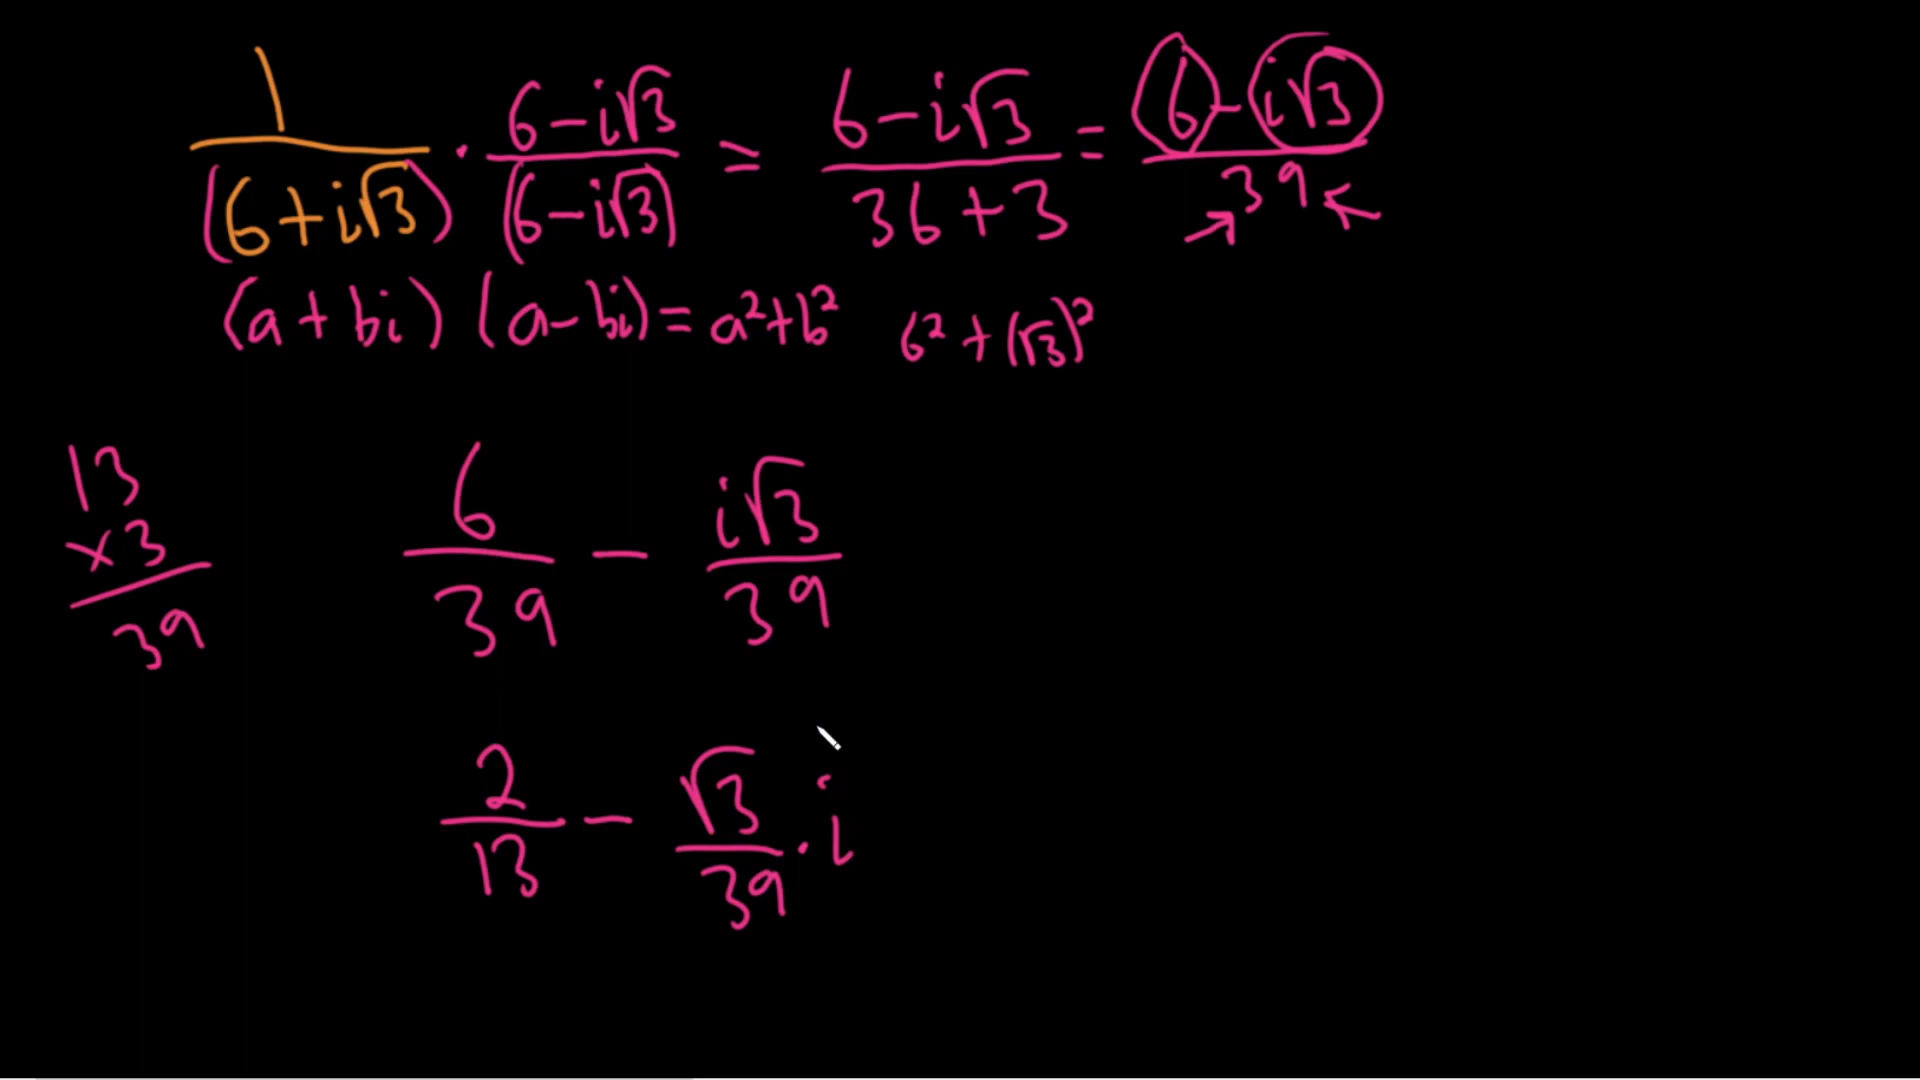 1/(6+i√3) · (6-i√3)/(6-i√3) = (6-i√3)/(36+3) = (6-i√3)/39
(a+bi)(a-bi) = a²+b² 6²+(√3)²
13
×3
39
6/39 - i√3/39
2/13 - √3/39 · i